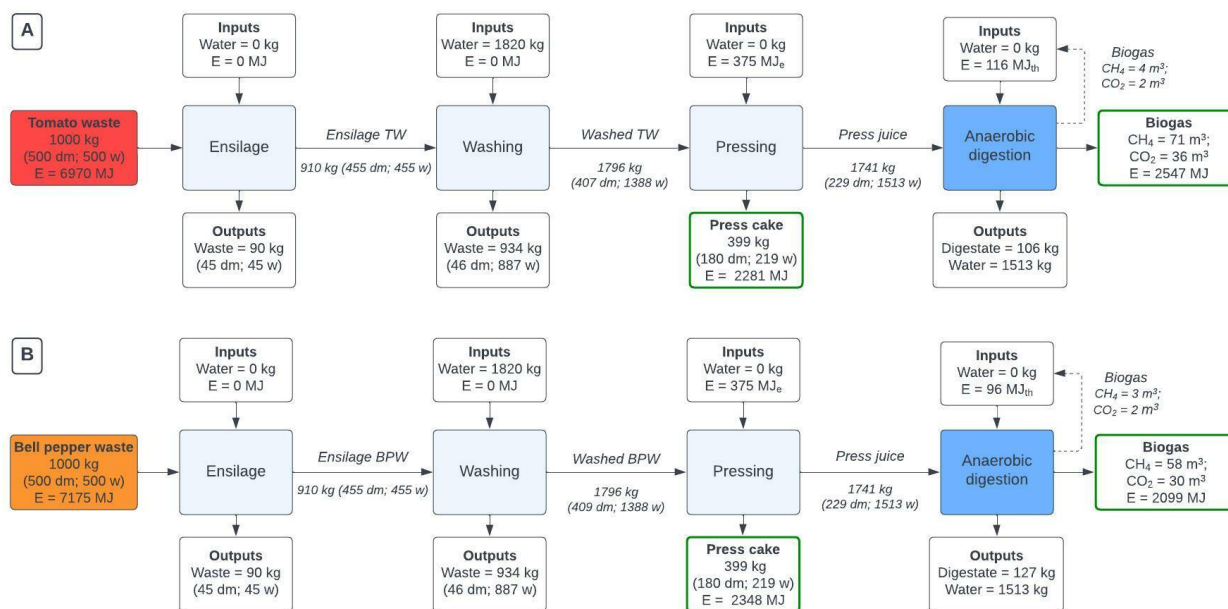 A
Inputs
Water = 0 kg
E = 0 MJ
Inputs
Water = 1820 kg
E = 0 MJ
Inputs
Water = 0 kg
E = 375 MJₑ
Inputs
Water = 0 kg
E = 116 MJₜₕ
Biogas
CH₄ = 4 m³;
CO₂ = 2 m³
Tomato waste
1000 kg
(500 dm; 500 w)
E = 6970 MJ
Ensilage
Ensilage TW
910 kg (455 dm; 455 w)
Washing
Washed TW
1796 kg
(407 dm; 1388 w)
Pressing
Press juice
1741 kg
(229 dm; 1513 w)
Anaerobic
digestion
Biogas
CH₄ = 71 m³;
CO₂ = 36 m³
E = 2547 MJ
Outputs
Waste = 90 kg
(45 dm; 45 w)
Outputs
Waste = 934 kg
(46 dm; 887 w)
Press cake
399 kg
(180 dm; 219 w)
E = 2281 MJ
Outputs
Digestate = 106 kg
Water = 1513 kg
B
Inputs
Water = 0 kg
E = 0 MJ
Inputs
Water = 1820 kg
E = 0 MJ
Inputs
Water = 0 kg
E = 375 MJₑ
Inputs
Water = 0 kg
E = 96 MJₜₕ
Biogas
CH₄ = 3 m³;
CO₂ = 2 m³
Bell pepper waste
1000 kg
(500 dm; 500 w)
E = 7175 MJ
Ensilage
Ensilage BPW
910 kg (455 dm; 455 w)
Washing
Washed BPW
1796 kg
(409 dm; 1388 w)
Pressing
Press juice
1741 kg
(229 dm; 1513 w)
Anaerobic
digestion
Biogas
CH₄ = 58 m³;
CO₂ = 30 m³
E = 2099 MJ
Outputs
Waste = 90 kg
(45 dm; 45 w)
Outputs
Waste = 934 kg
(46 dm; 887 w)
Press cake
399 kg
(180 dm; 219 w)
E = 2348 MJ
Outputs
Digestate = 127 kg
Water = 1513 kg